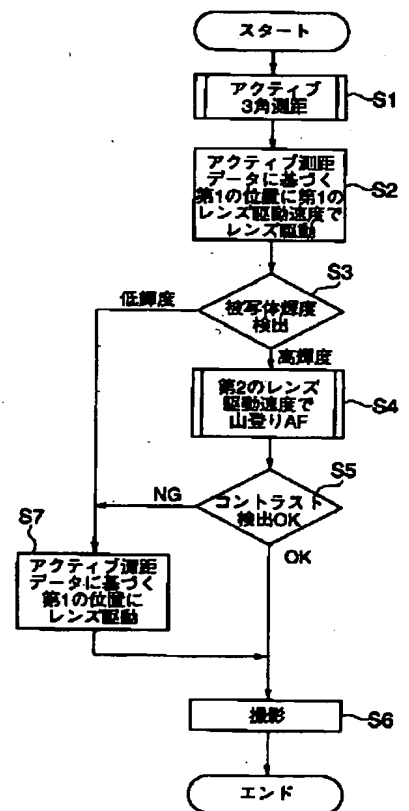 スタート
アクティブ
3角測距
S1
アクティブ測距
データに基づく
第1の位置に第1の
レンズ駆動速度で
レンズ駆動
S2
S3
低輝度
被写体輝度
検出
高輝度
第2のレンズ
駆動速度で
山登りAF
S4
S5
NG
コントラスト
検出OK
OK
S7
アクティブ測距
データに基づく
第1の位置に
レンズ駆動
撮影
S6
エンド